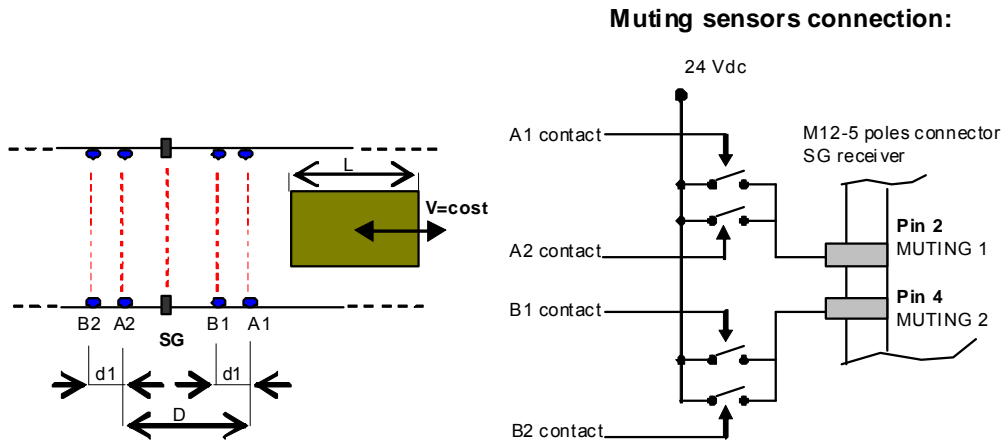 Muting sensors connection:
24 Vdc
A1 contact
M12-5 poles connector
SG receiver
L
V=cost
Pin 2
MUTING 1
A2 contact
Pin 4
MUTING 2
B1 contact
B2 A2 B1 A1
SG
d1 d1
D
B2 contact